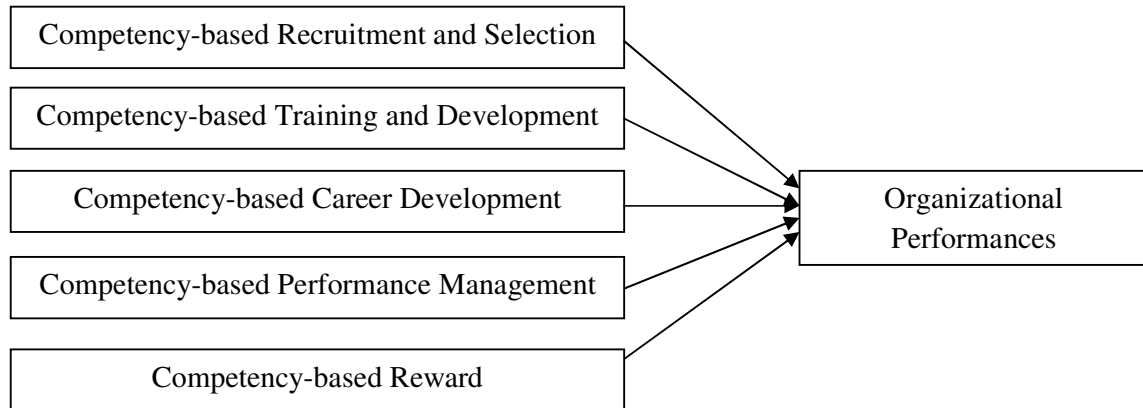 Competency-based Recruitment and Selection
Competency-based Training and Development
Competency-based Career Development
Competency-based Performance Management
Competency-based Reward
Organizational
Performances